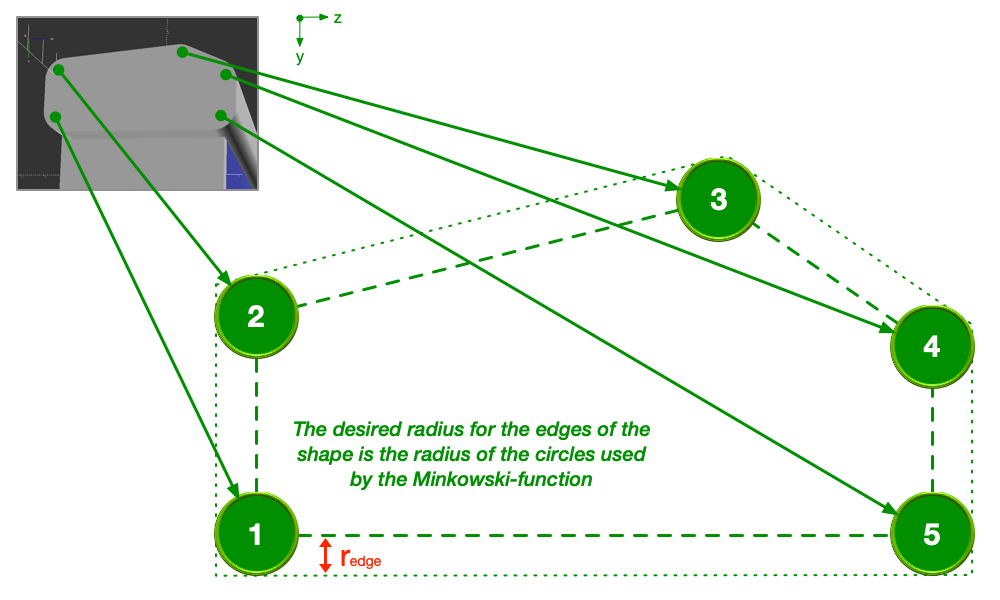 z
y
3
2
4
The desired radius for the edges of the
shape is the radius of the circles used
by the Minkowski-function
1
5
redge